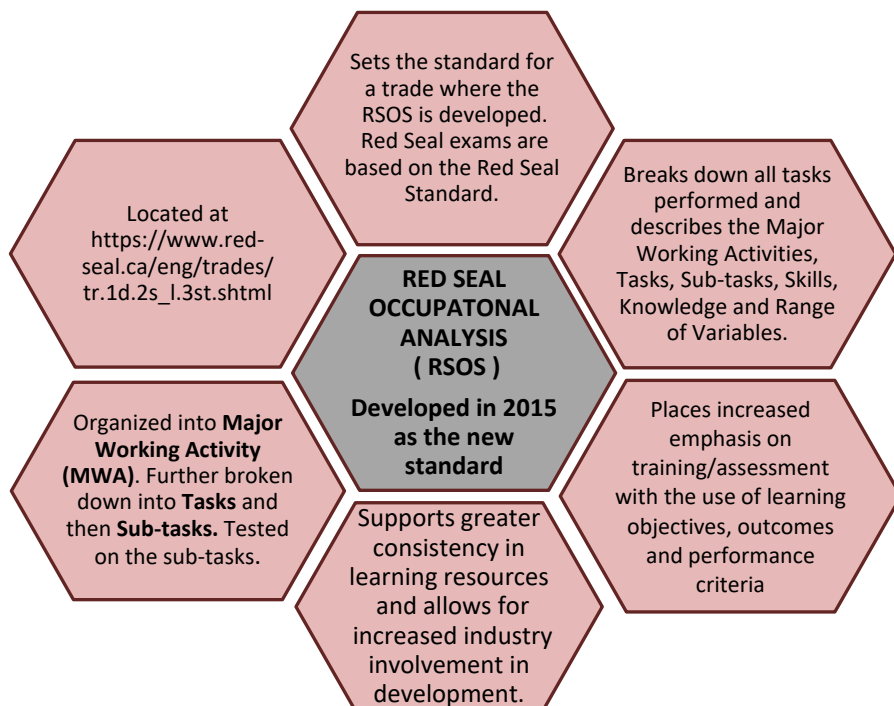 Sets the standard for
a trade where the
RSOS is developed.
Red Seal exams are
based on the Red Seal
Standard.
Located at
https://www.red-
seal.ca/eng/trades/
tr.1d.2s_l.3st.shtml
Breaks down all tasks
performed and
describes the Major
Working Activities,
Tasks, Sub-tasks, Skills,
Knowledge and Range
of Variables.
RED SEAL
OCCUPATONAL
ANALYSIS
( RSOS )
Developed in 2015
as the new
standard
Organized into Major
Working Activity
(MWA). Further broken
down into Tasks and
then Sub-tasks. Tested
on the sub-tasks.
Places increased
emphasis on
training/assessment
with the use of learning
objectives, outcomes
and performance
criteria
Supports greater
consistency in
learning resources
and allows for
increased industry
involvement in
development.